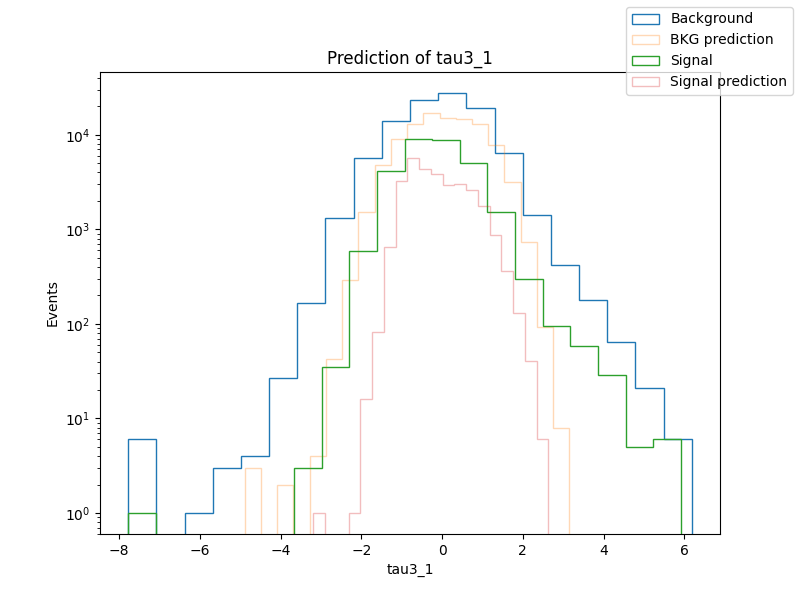 Prediction of tau3_1
Background
BKG prediction
Signal
Signal prediction
Events
10⁴
10³
10²
10¹
10⁰
−8 −6 −4 −2 0 2 4 6
tau3_1